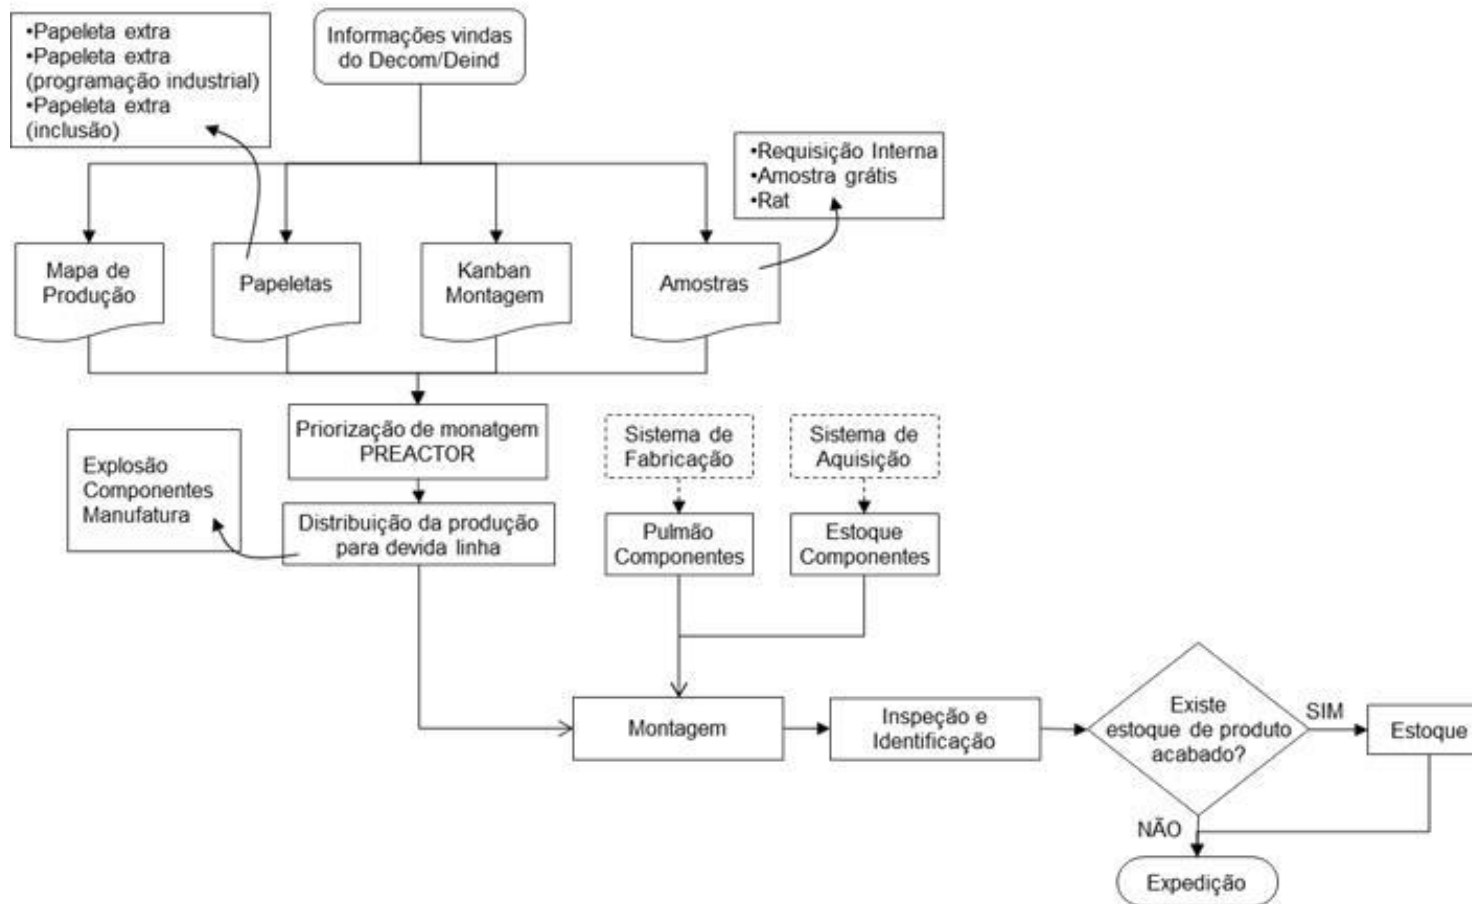 •Papeleta extra
•Papeleta extra
(programação industrial)
•Papeleta extra
(inclusão)
Informações vindas
do Decom/Deind
•Requisição Interna
•Amostra grátis
•Rat
Mapa de
Produção
Papeletas
Kanban
Montagem
Amostras
Priorização de monatgem
PREACTOR
Sistema de
Fabricação
Sistema de
Aquisição
Explosão
Componentes
Manufatura
Distribuição da produção
para devida linha
Pulmão
Componentes
Estoque
Componentes
Montagem
Inspeção e
Identificação
Existe
estoque de produto
acabado?
SIM
Estoque
NÃO
Expedição